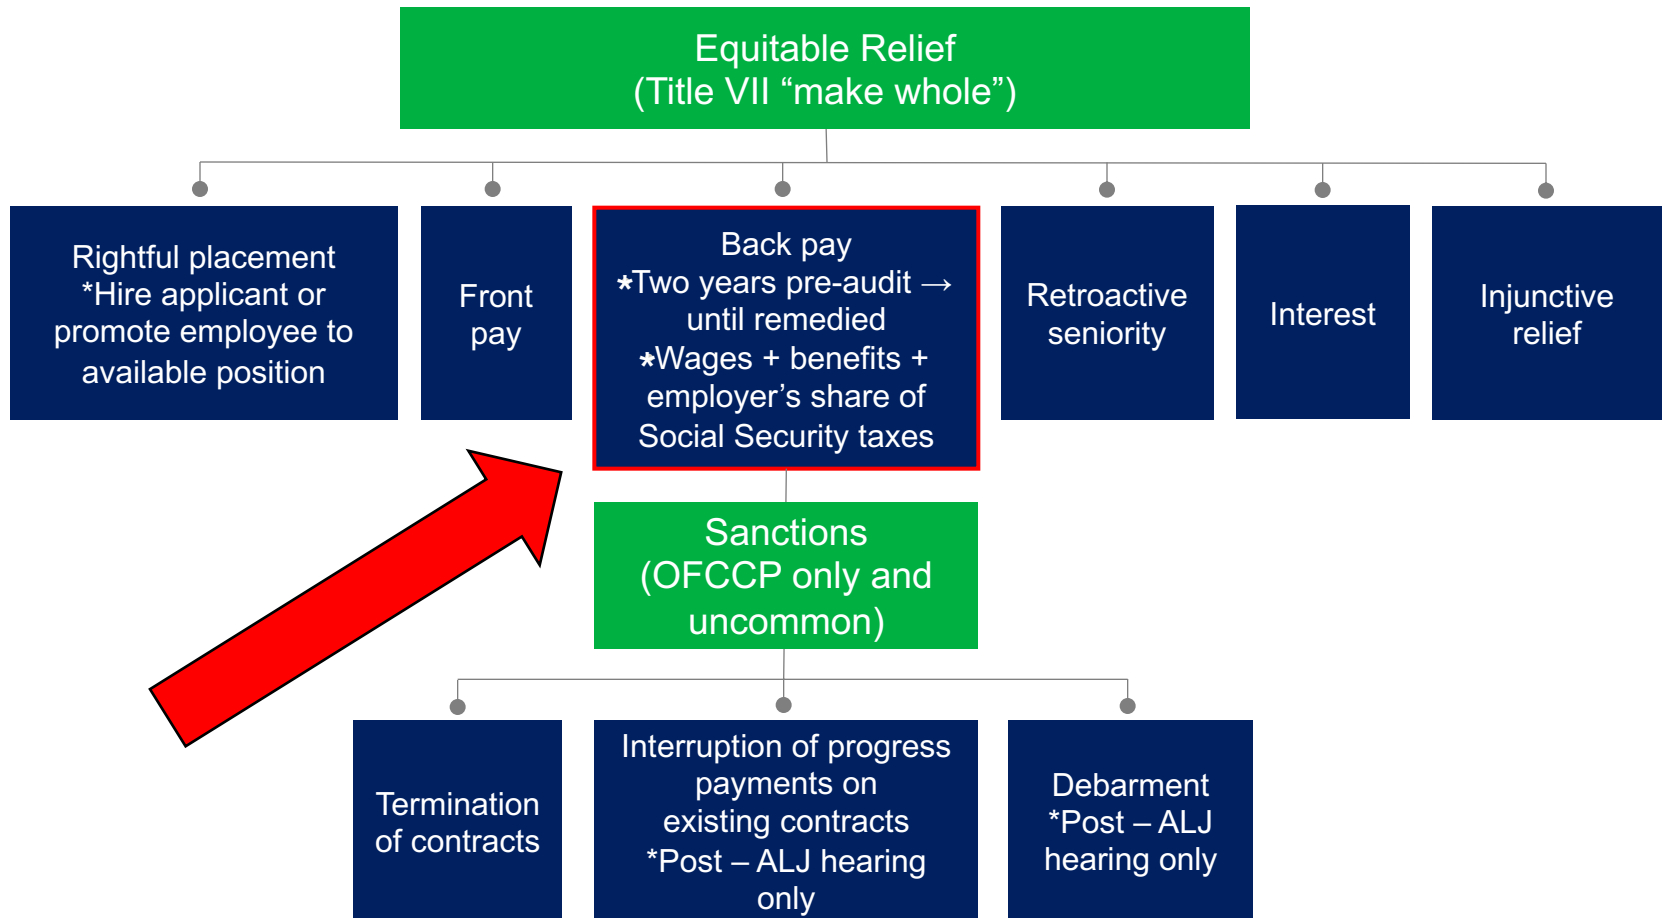 Equitable Relief
(Title VII “make whole”)
Rightful placement
*Hire applicant or
promote employee to
available position
Front
pay
Back pay
*Two years pre-audit →
until remedied
*Wages + benefits +
employer’s share of
Social Security taxes
Retroactive
seniority
Interest
Injunctive
relief
Sanctions
(OFCCP only and
uncommon)
Termination
of contracts
Interruption of progress
payments on
existing contracts
*Post – ALJ hearing
only
Debarment
*Post – ALJ
hearing only